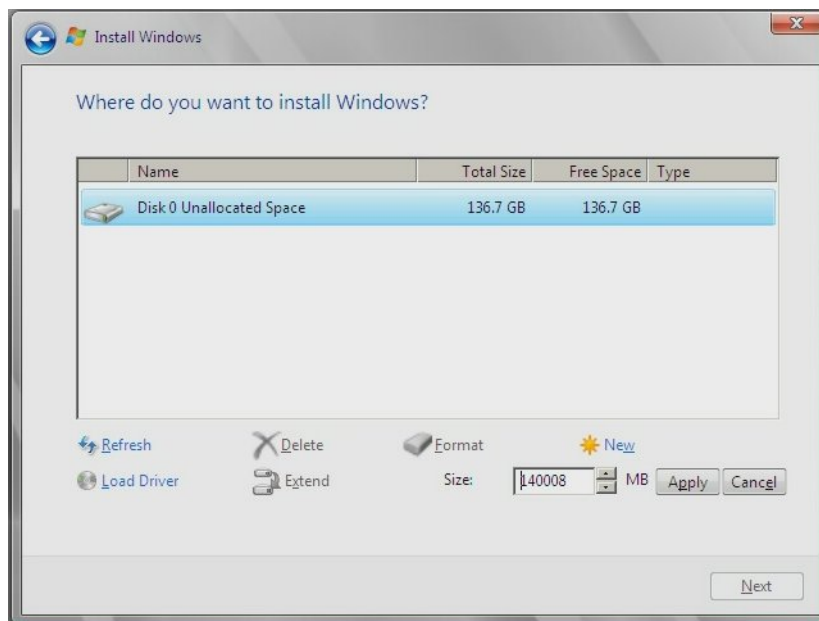 Install Windows
Where do you want to install Windows?
Name Total Size Free Space Type
Disk 0 Unallocated Space 136.7 GB 136.7 GB
Refresh Delete Format New
Load Driver Extend Size: 140008 MB Apply Cancel
Next